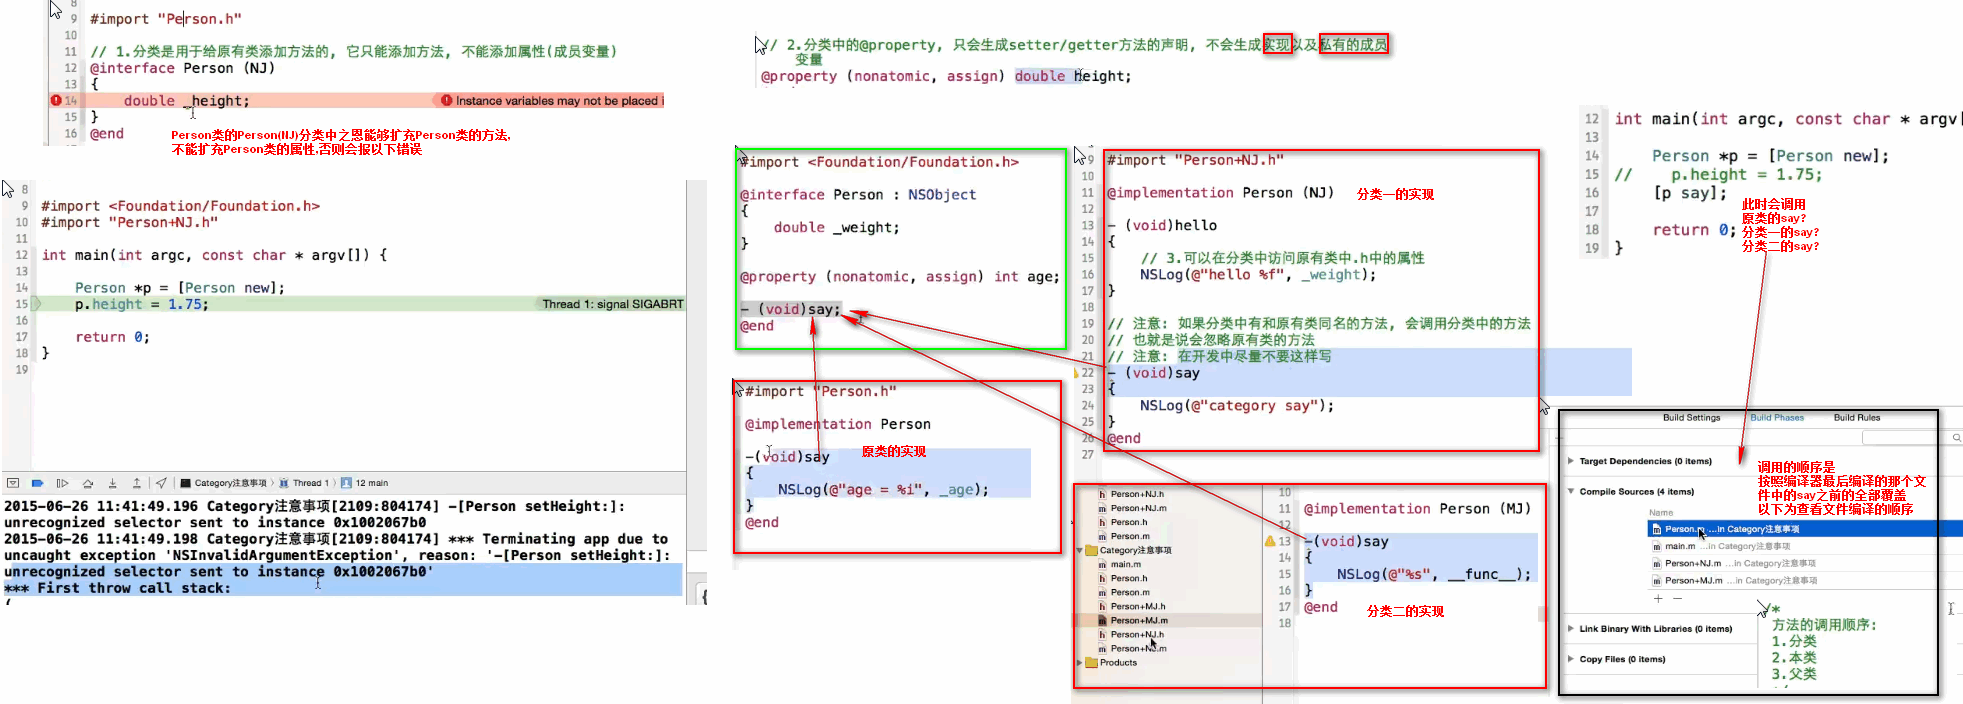 8
9 #import "Person.h"
10
11 // 1.分类是用于给原有类添加方法的, 它只能添加方法, 不能添加属性(成员变量)
12 @interface Person (NJ)
13 {
14 double _height; Instance variables may not be placed i
15 }
16 @end
Person类的Person(NJ)分类中之恩能够扩充Person类的方法,
不能扩充Person类的属性,否则会报以下错误
8
9 #import <Foundation/Foundation.h>
10 #import "Person+NJ.h"
11
12 int main(int argc, const char * argv[]) {
13
14 Person *p = [Person new];
15 p.height = 1.75; Thread 1: signal SIGABRT
16
17 return 0;
18 }
19
Category注意事项 〉 Thread 1 〉 12 main
2015-06-26 11:41:49.196 Category注意事项[2109:804174] -[Person setHeight:]:
unrecognized selector sent to instance 0x1002067b0
2015-06-26 11:41:49.198 Category注意事项[2109:804174] *** Terminating app due to
uncaught exception 'NSInvalidArgumentException', reason: '-[Person setHeight:]:
unrecognized selector sent to instance 0x1002067b0'
*** First throw call stack:
(
{
// 2.分类中的@property, 只会生成setter/getter方法的声明, 不会生成实现以及私有的成员
变量
@property (nonatomic, assign) double height;
#import <Foundation/Foundation.h>
@interface Person : NSObject
{
double _weight;
}
@property (nonatomic, assign) int age;
- (void)say;
@end
#import "Person.h"
@implementation Person
-(void)say
原类的实现
{
NSLog(@"age = %i", _age);
}
@end
9 #import "Person+NJ.h"
10
11 @implementation Person (NJ) 分类一的实现
12
13 - (void)hello
14 {
15 // 3.可以在分类中访问原有类中.h中的属性
16 NSLog(@"hello %f", _weight);
17 }
18
19 // 注意: 如果分类中有和原有类同名的方法, 会调用分类中的方法
20 // 也就是说会忽略原有类的方法
21 // 注意: 在开发中尽量不要这样写
22 - (void)say
23 {
24 NSLog(@"category say");
25 }
26 @end
27
h Person+NJ.h
m Person+NJ.m
h Person.h
m Person.m
Category注意事项
m main.m
h Person.h
m Person.m
h Person+MJ.h
m Person+MJ.m
h Person+NJ.h
m Person+NJ.m
Products
10
11 @implementation Person (MJ)
12
13 -(void)say
14 {
15 NSLog(@"%s", __func__);
16 }
17 @end 分类二的实现
18
12 int main(int argc, const char * argv[
13
14 Person *p = [Person new];
15 // p.height = 1.75;
16 [p say];
17
18 return 0;
19 }
此时会调用
原类的say?
分类一的say?
分类二的say?
Build Settings Build Phases Build Rules
Target Dependencies (0 items)
调用的顺序是
按照编译器最后编译的那个文
件中的say之前的全部覆盖
以下为查看文件编译的顺序
Compile Sources (4 items)
Name
m Person.m ...in Category注意事项
m main.m ...in Category注意事项
m Person+NJ.m ...in Category注意事项
m Person+MJ.m ...in Category注意事项
+ −
Link Binary With Libraries (0 items)
Copy Files (0 items)
/*
方法的调用顺序:
1.分类
2.本类
3.父类